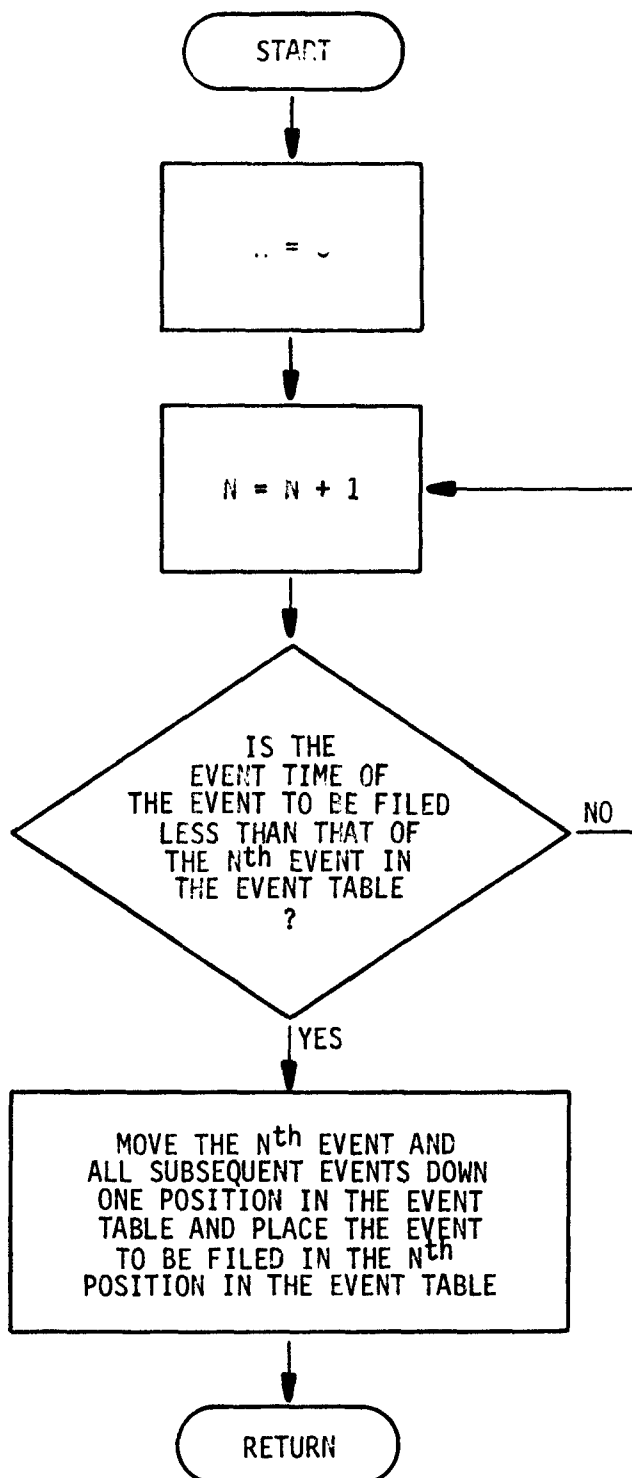 START
=
N = N + 1
IS THE
EVENT TIME OF
THE EVENT TO BE FILED
LESS THAN THAT OF
THE Nth EVENT IN
THE EVENT TABLE
?
NO
YES
MOVE THE Nth EVENT AND
ALL SUBSEQUENT EVENTS DOWN
ONE POSITION IN THE EVENT
TABLE AND PLACE THE EVENT
TO BE FILED IN THE Nth
POSITION IN THE EVENT TABLE
RETURN